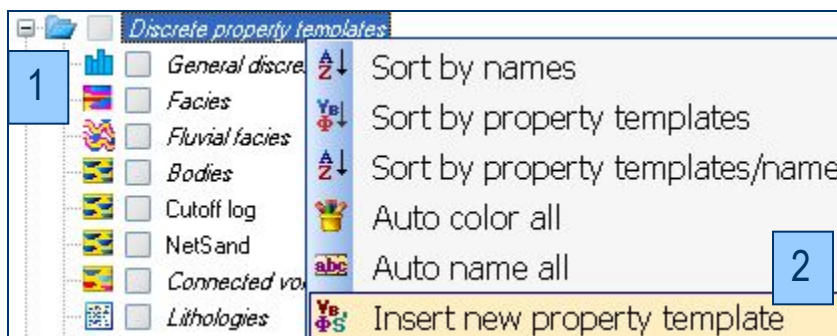 Discrete property templates
1
General discre
Facies
Fluvial facies
Bodies
Cutoff log
NetSand
Connected vo
Lithologies
Sort by names
Sort by property templates
Sort by property templates/name
Auto color all
Auto name all
2
Insert new property template